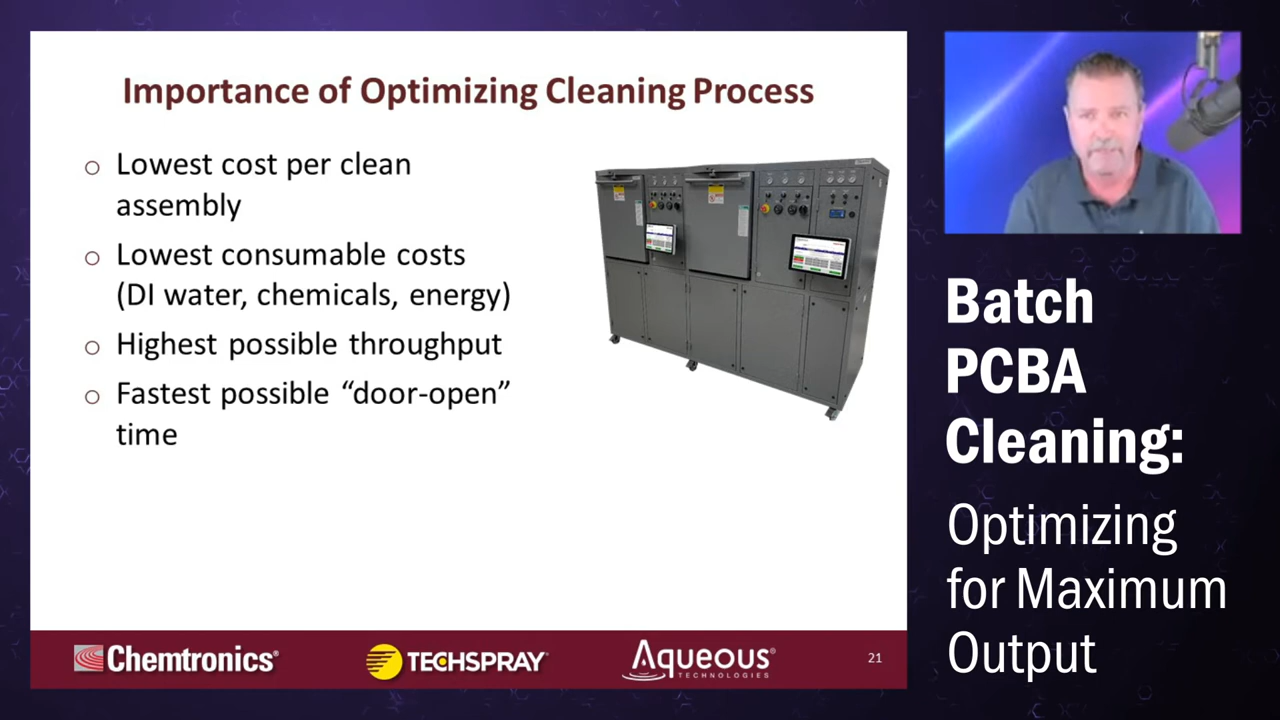 Importance of Optimizing Cleaning Process
○ Lowest cost per clean
assembly
○ Lowest consumable costs
(DI water, chemicals, energy)
○ Highest possible throughput
○ Fastest possible “door-open”
time
Chemtronics®
TECHSPRAY®
Aqueous®
TECHNOLOGIES
21
Batch
PCBA
Cleaning:
Optimizing
for Maximum
Output